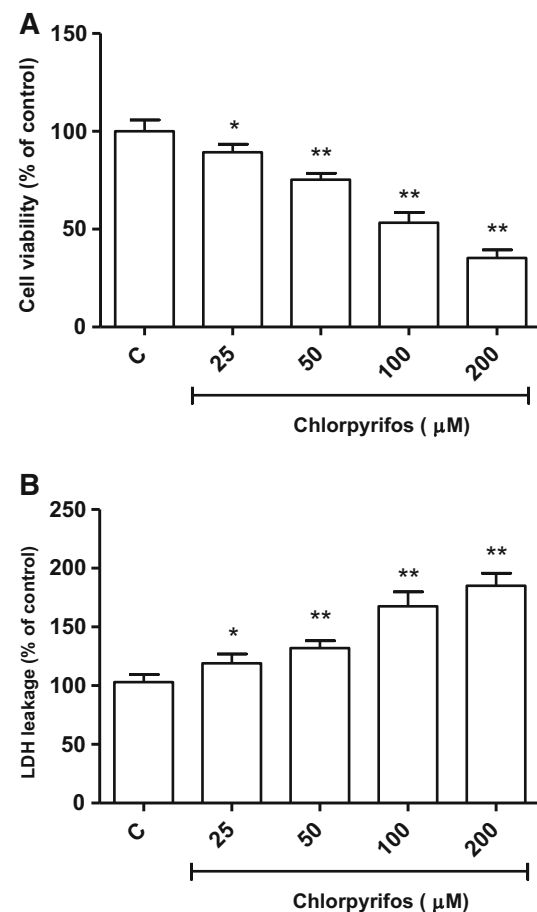 A
Cell viability (% of control)
150
100
50
0
* ** ** **
C 25 50 100 200
Chlorpyrifos ( μM)
B
LDH leakage (% of control)
250
200
150
100
50
0
* ** ** **
C 25 50 100 200
Chlorpyrifos ( μM)